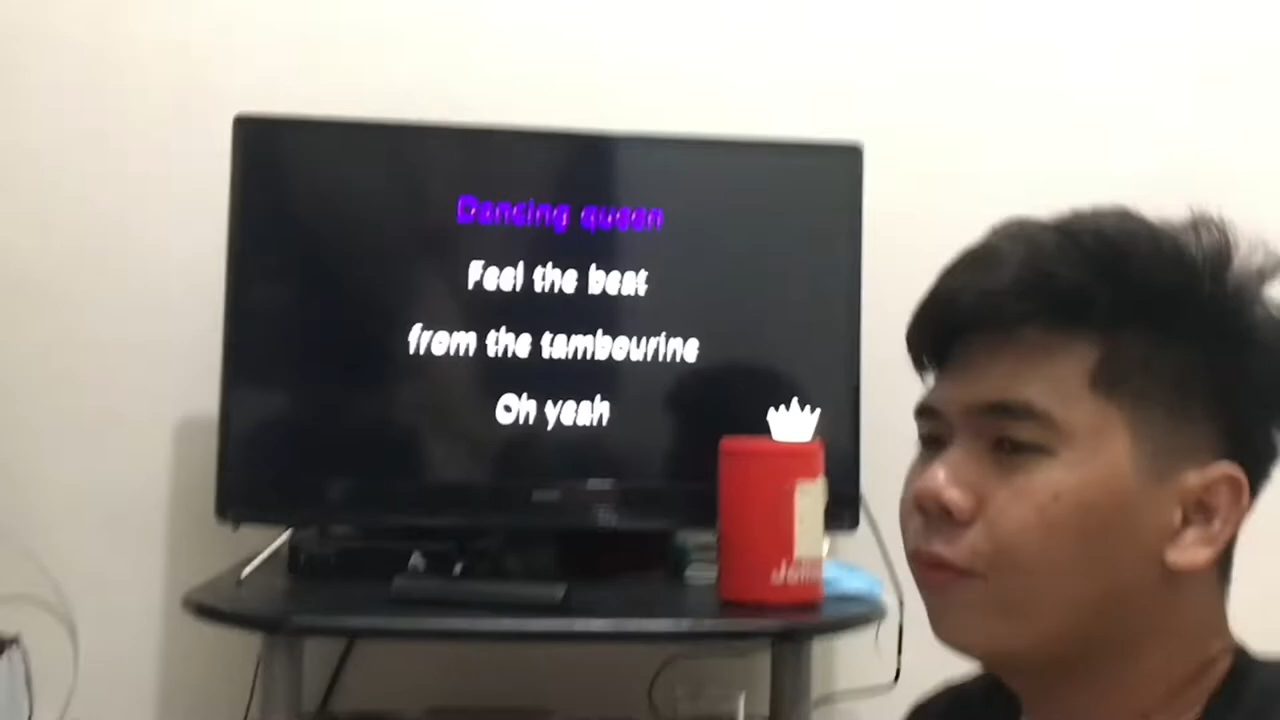 Dancing queen
Feel the beat
from the tambourine
Oh yeah